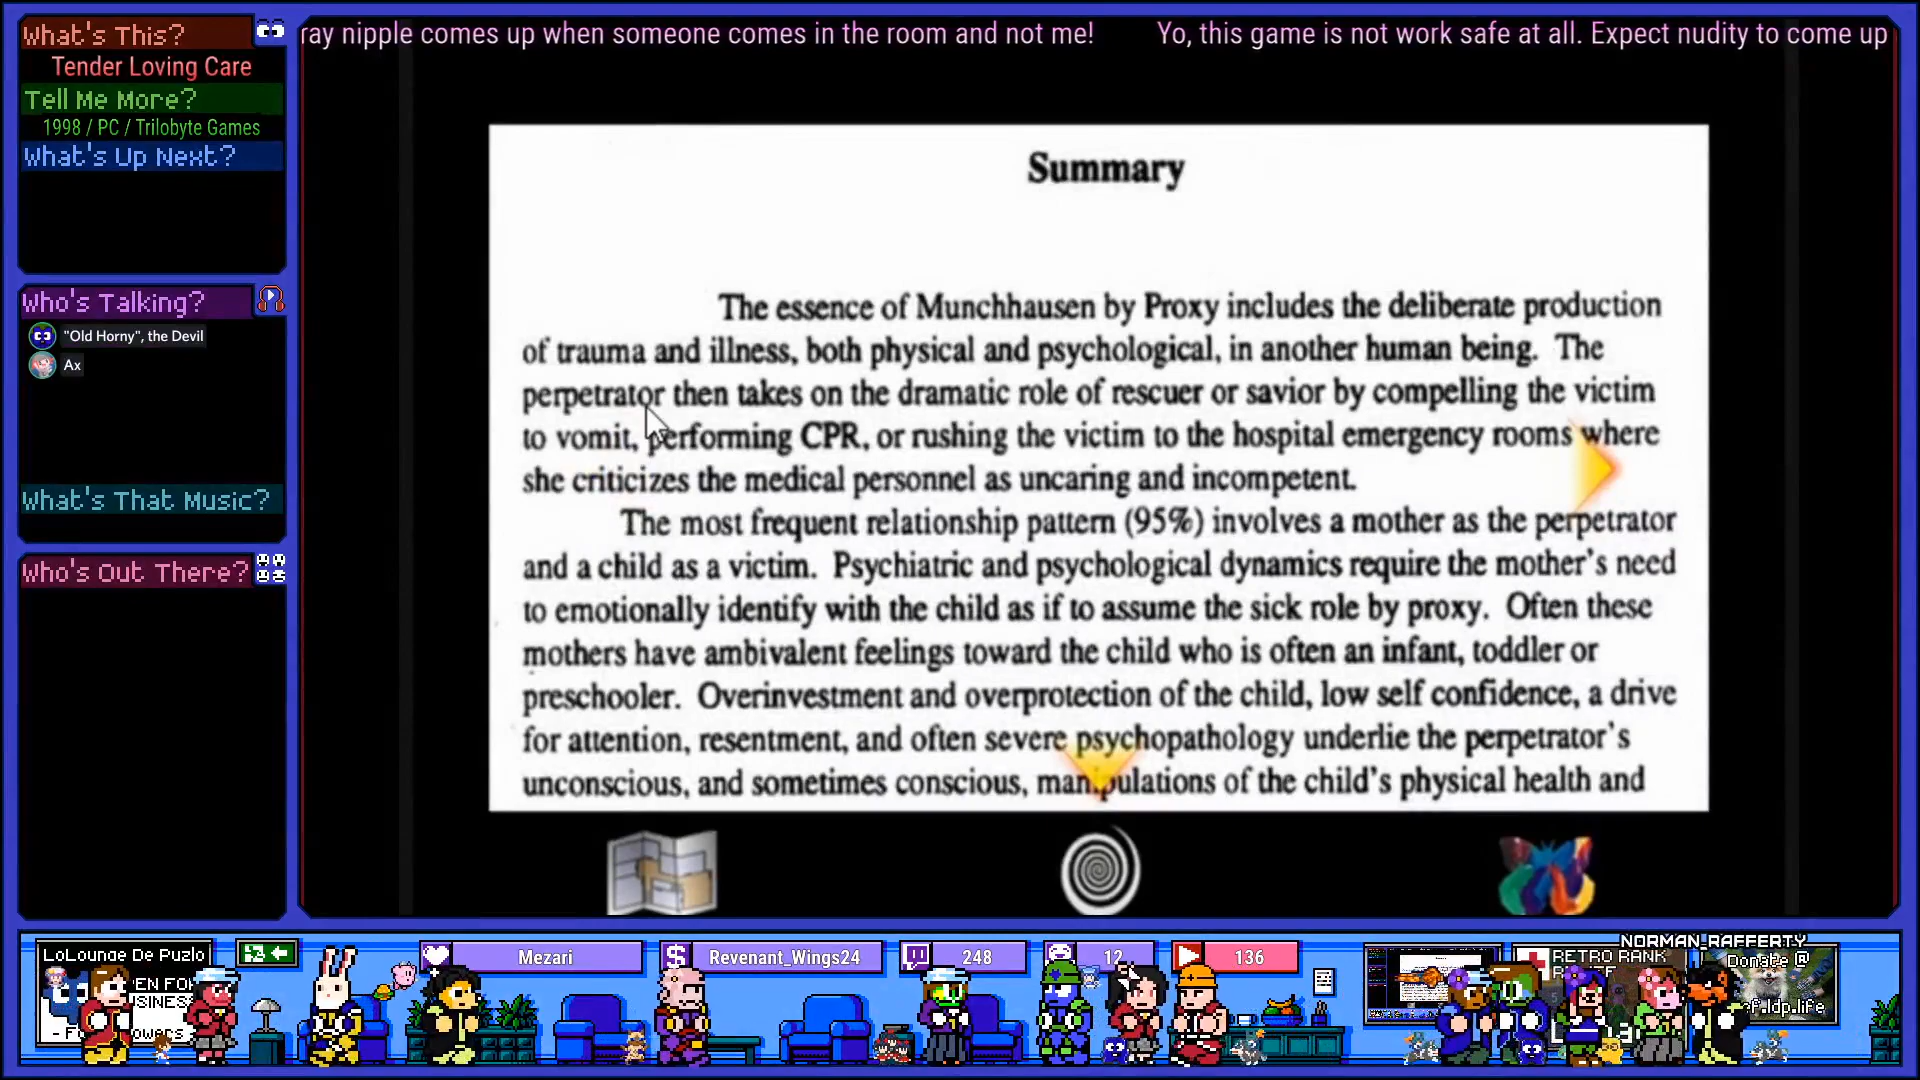 What's This?
Tender Loving Care
Tell Me More?
1998 / PC / Trilobyte Games
What's Up Next?
Who's Talking?
"Old Horny", the Devil
Ax
What's That Music?
Who's Out There?
ray nipple comes up when someone comes in the room and not me!
Yo, this game is not work safe at all. Expect nudity to come up
Summary
The essence of Munchhausen by Proxy includes the deliberate production
of trauma and illness, both physical and psychological, in another human being. The
perpetrator then takes on the dramatic role of rescuer or savior by compelling the victim
to vomit, performing CPR, or rushing the victim to the hospital emergency rooms where
she criticizes the medical personnel as uncaring and incompetent.
The most frequent relationship pattern (95%) involves a mother as the perpetrator
and a child as a victim. Psychiatric and psychological dynamics require the mother's need
to emotionally identify with the child as if to assume the sick role by proxy. Often these
mothers have ambivalent feelings toward the child who is often an infant, toddler or
preschooler. Overinvestment and overprotection of the child, low self confidence, a drive
for attention, resentment, and often severe psychopathology underlie the perpetrator's
unconscious, and sometimes conscious, manipulations of the child's physical health and
LoLounge De Puzlo
Mezari
Revenant_Wings24
248
12
136
NORMAN_RAFFERTY
RETRO RANK
Donate @
ldp.life